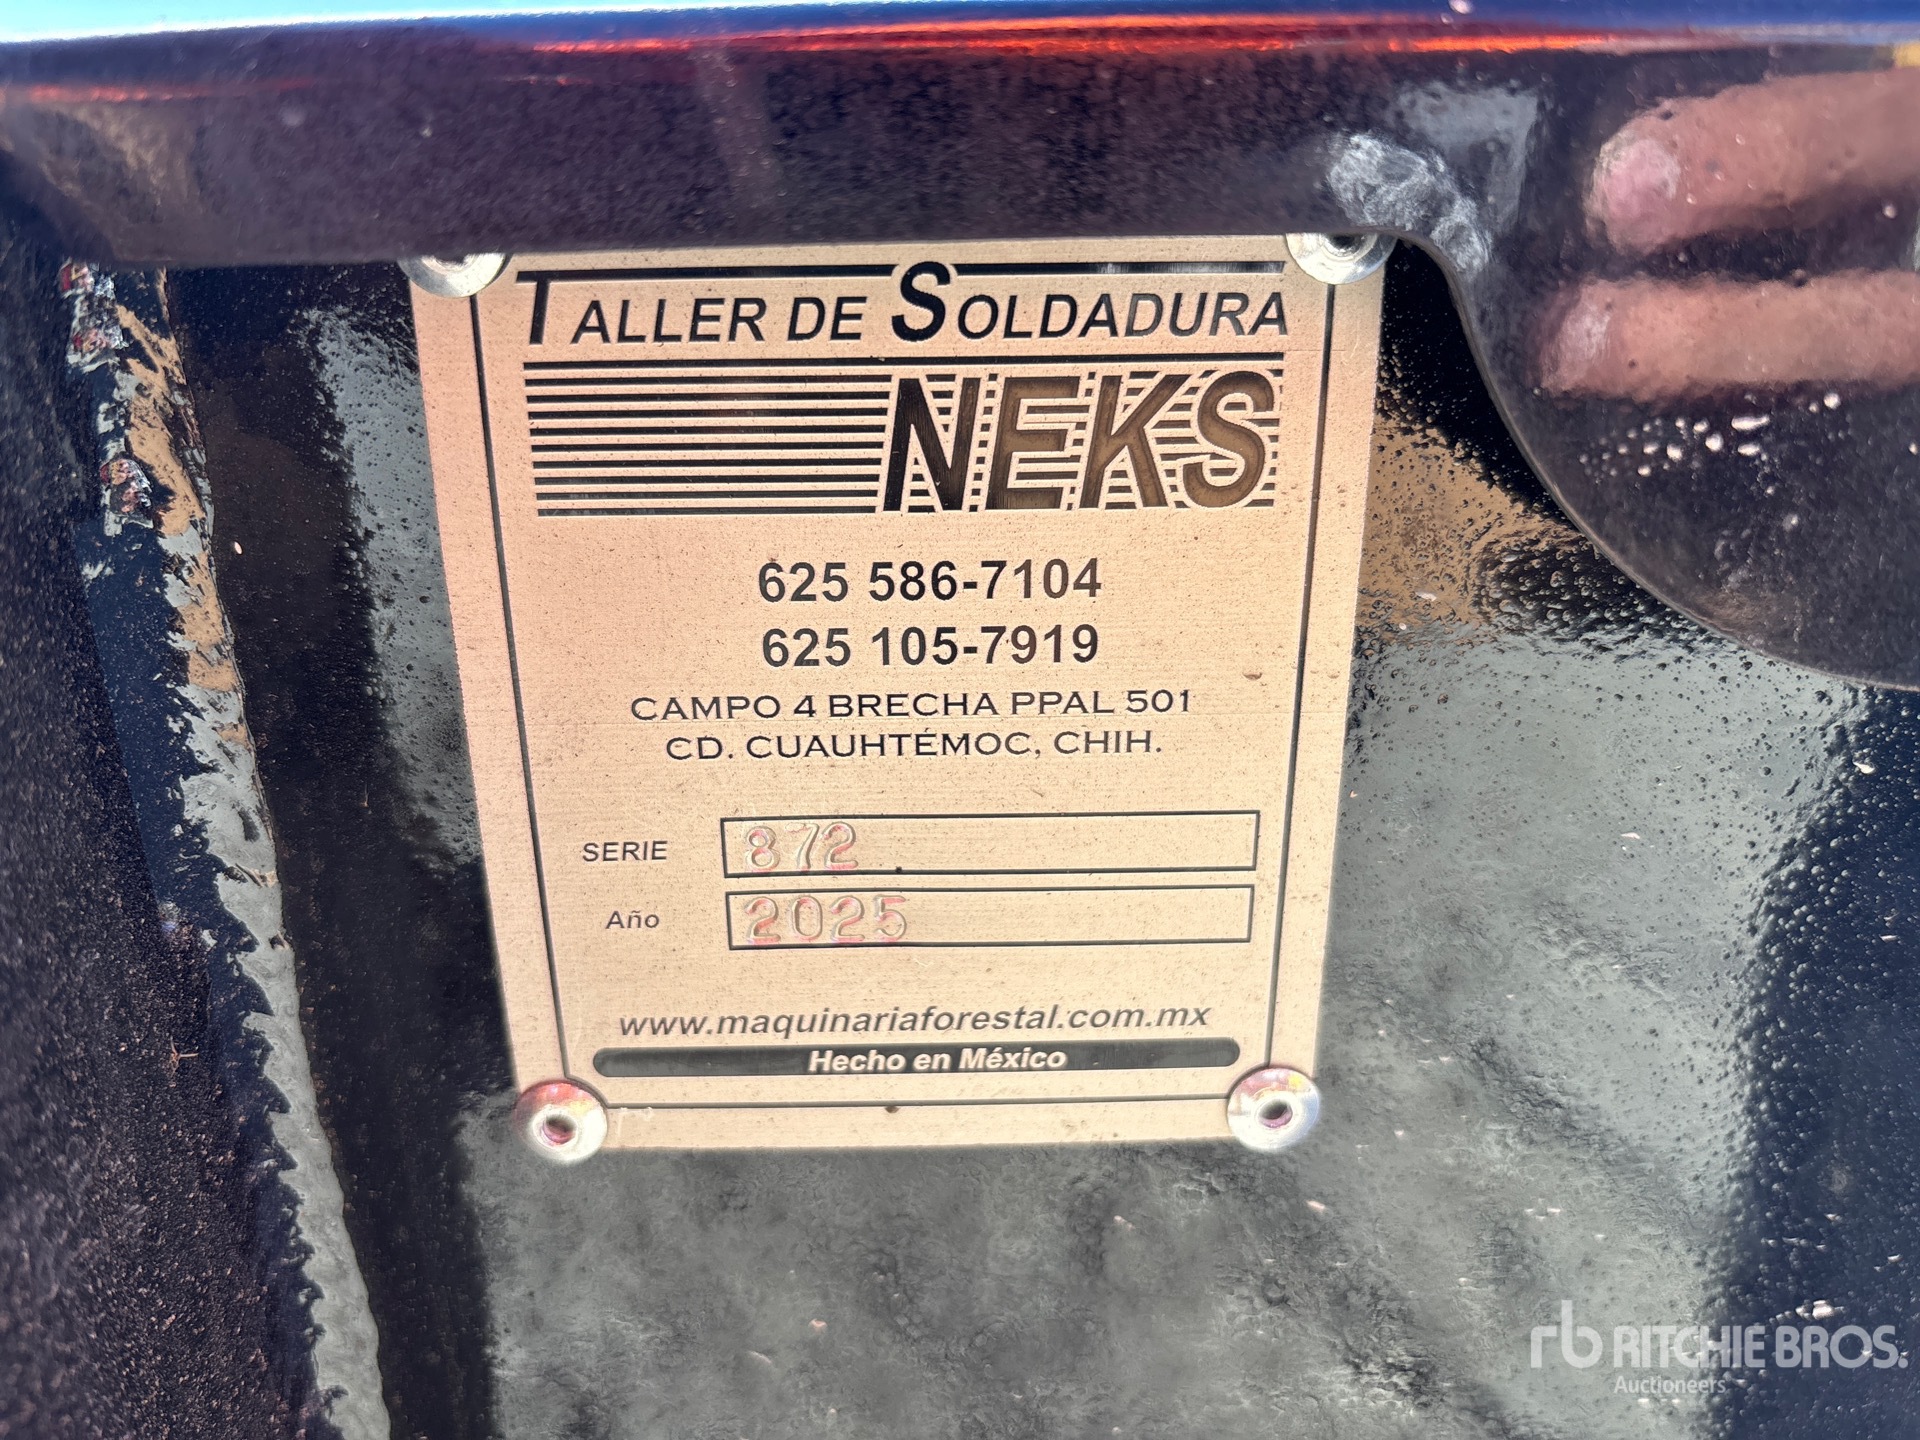 TALLER DE SOLDADURA
NEKS
625 586-7104
625 105-7919
CAMPO 4 BRECHA PPAL 501
CD. CUAUHTÉMOC, CHIH.
SERIE 872
Año 2025
www.maquinariaforestal.com.mx
Hecho en México
rb RITCHIE BROS.
Auctioneers